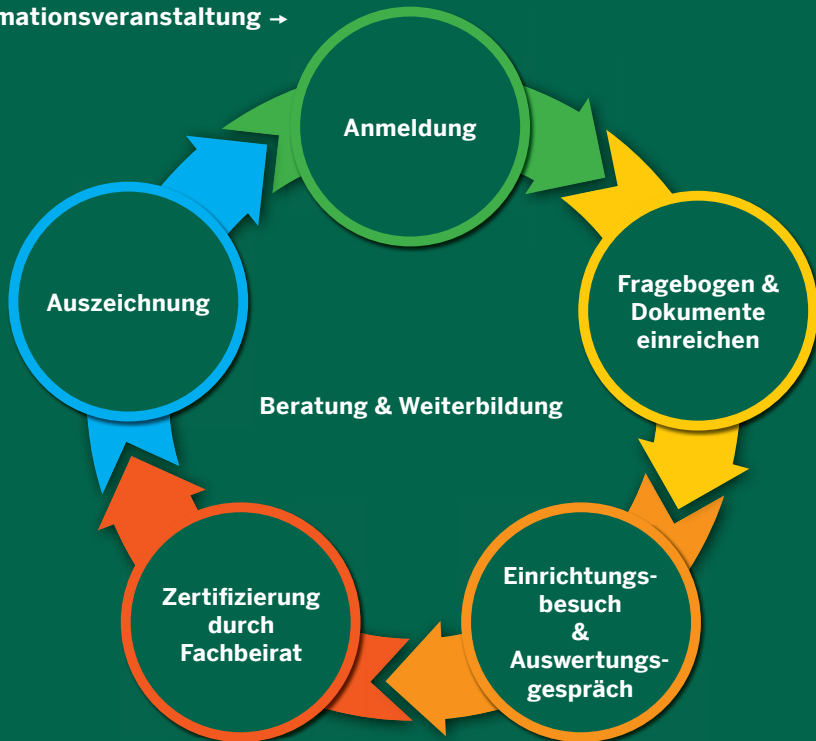 mationsveranstaltung →
Anmeldung
Fragebogen &
Dokumente
einreichen
Einrichtungs-
besuch
&
Auswertungs-
gespräch
Zertifizierung
durch
Fachbeirat
Auszeichnung
Beratung & Weiterbildung